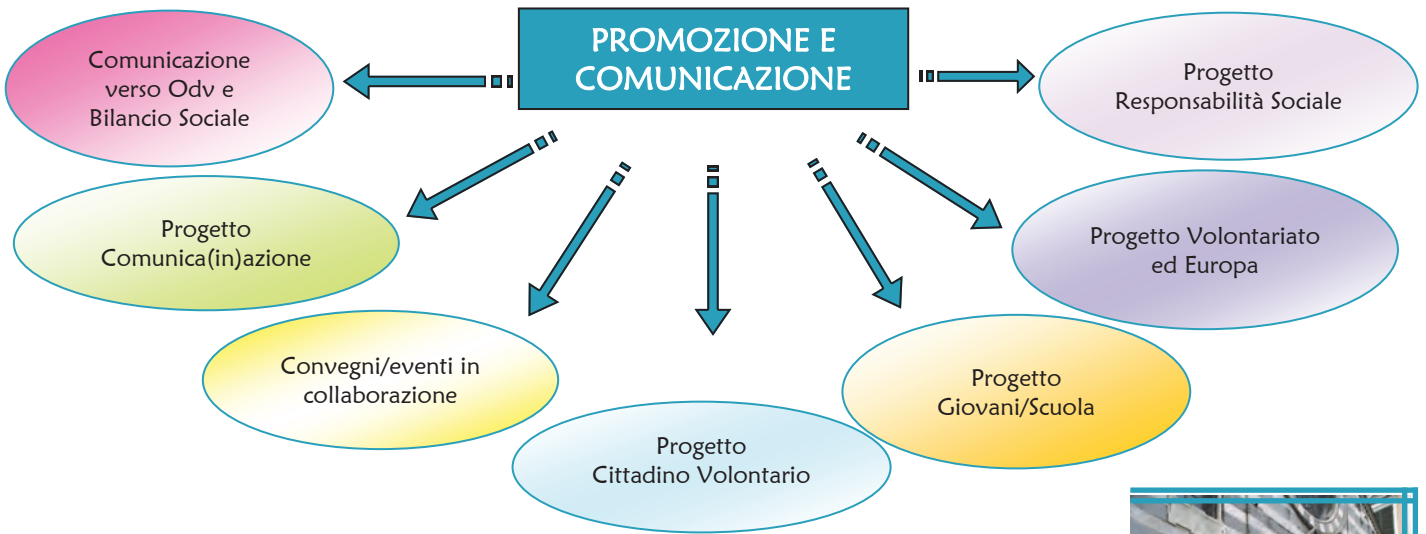 PROMOZIONE E
COMUNICAZIONE
Comunicazione
verso Odv e
Bilancio Sociale
Progetto
Responsabilità Sociale
Progetto
Comunica(in)azione
Progetto Volontariato
ed Europa
Convegni/eventi in
collaborazione
Progetto
Giovani/Scuola
Progetto
Cittadino Volontario